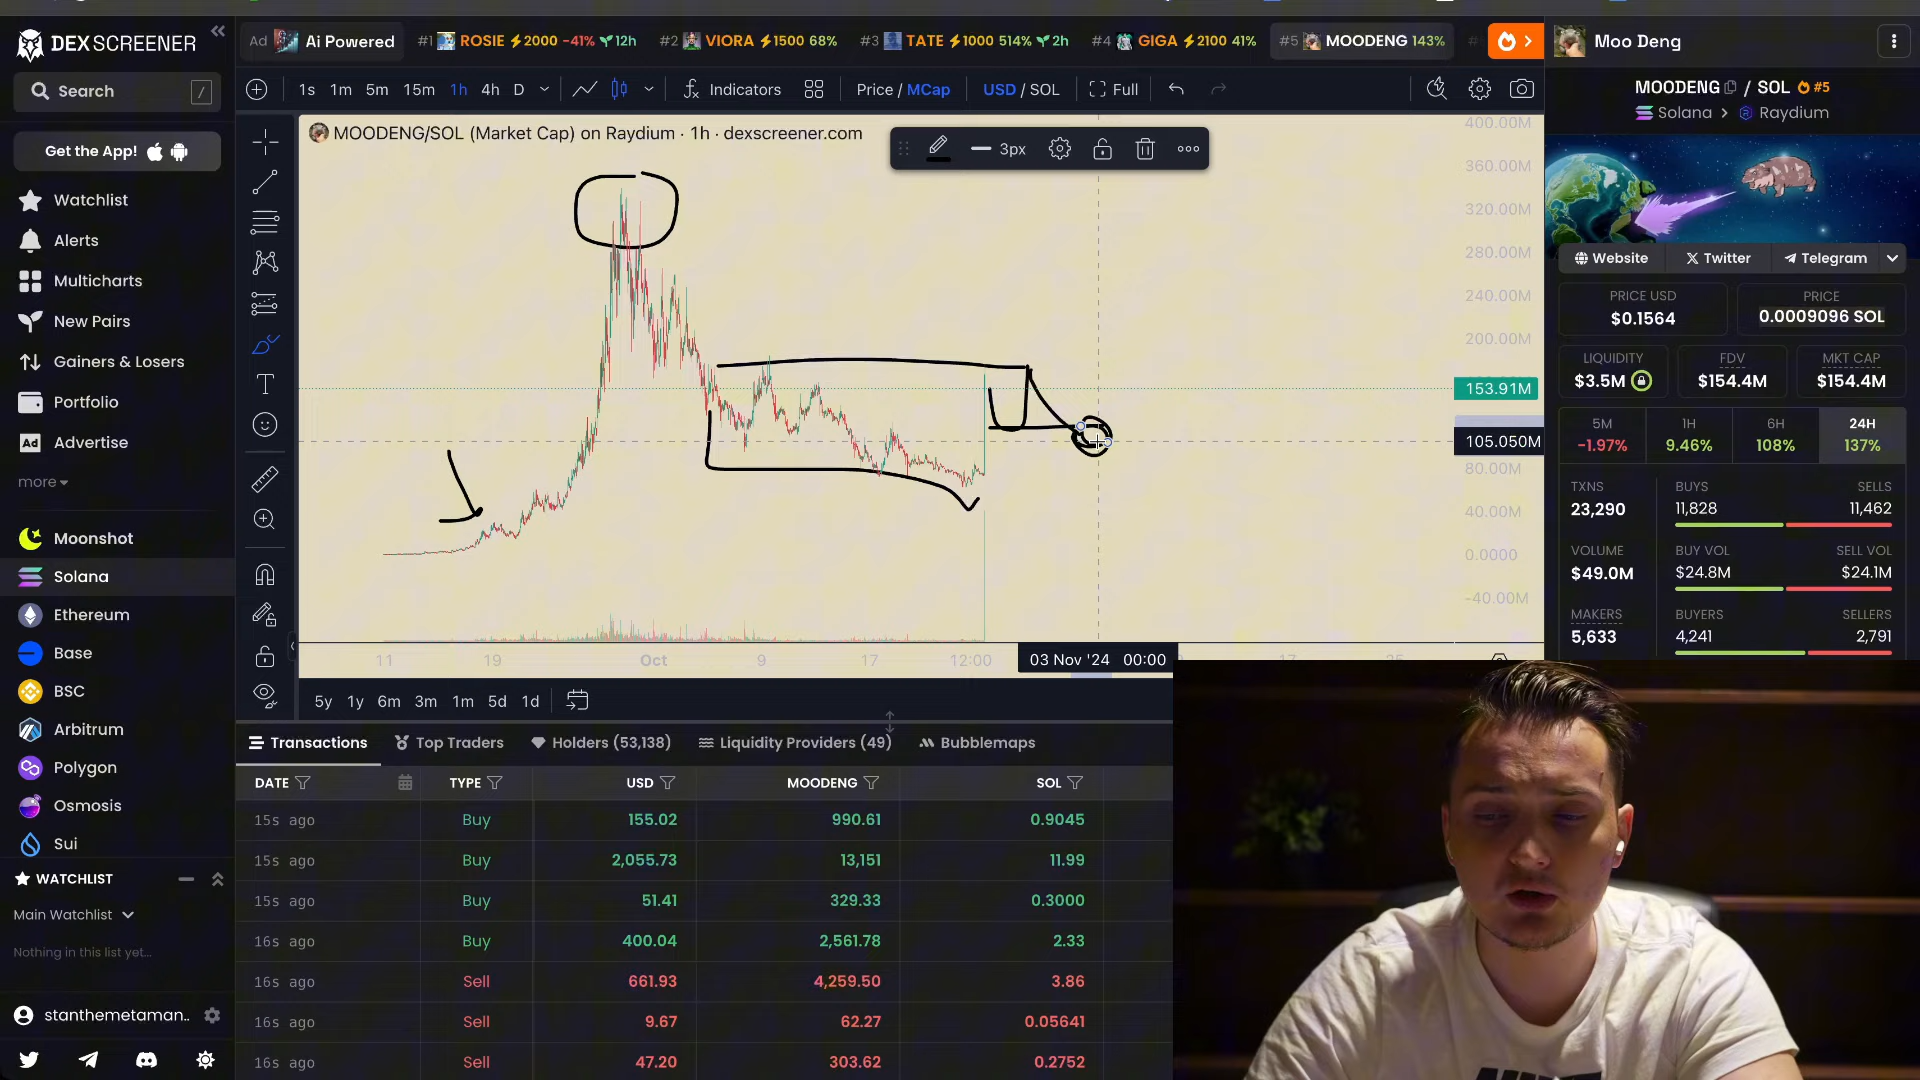 DEX SCREENER
Ad Ai Powered
#1 ROSIE 2000 -41% 12h
#2 VIORA 1500 68%
#3 TATE 1000 514% 2h
#4 GIGA 2100 41%
#5 MOODENG 143%
Moo Deng
Search /
1s 1m 5m 15m 1h 4h D
Indicators
Price / MCap
USD / SOL
Full
MOODENG / SOL #5
Solana > Raydium
Get the App!
Watchlist
Alerts
Multicharts
New Pairs
Gainers & Losers
Portfolio
Ad Advertise
more
Moonshot
Solana
Ethereum
Base
BSC
Arbitrum
Polygon
Osmosis
Sui
WATCHLIST
Main Watchlist
Nothing in this list yet...
stanthemetaman..
MOODENG/SOL (Market Cap) on Raydium · 1h · dexscreener.com
3px
400.00M
360.00M
320.00M
280.00M
240.00M
200.00M
153.91M
105.050M
80.00M
40.00M
0.0000
-40.00M
11 19 Oct 9 17 12:00 03 Nov '24 00:00 17 25
5y 1y 6m 3m 1m 5d 1d
Website Twitter Telegram
PRICE USD
$0.1564
PRICE
0.0009096 SOL
LIQUIDITY
$3.5M
FDV
$154.4M
MKT CAP
$154.4M
5M 1H 6H 24H
-1.97% 9.46% 108% 137%
TXNS
23,290
BUYS SELLS
11,828 11,462
VOLUME
$49.0M
BUY VOL SELL VOL
$24.8M $24.1M
MAKERS
5,633
BUYERS SELLERS
4,241 2,791
Transactions Top Traders Holders (53,138) Liquidity Providers (49) Bubblemaps
DATE TYPE USD MOODENG SOL
15s ago Buy 155.02 990.61 0.9045
15s ago Buy 2,055.73 13,151 11.99
15s ago Buy 51.41 329.33 0.3000
16s ago Buy 400.04 2,561.78 2.33
16s ago Sell 661.93 4,259.50 3.86
16s ago Sell 9.67 62.27 0.05641
16s ago Sell 47.20 303.62 0.2752